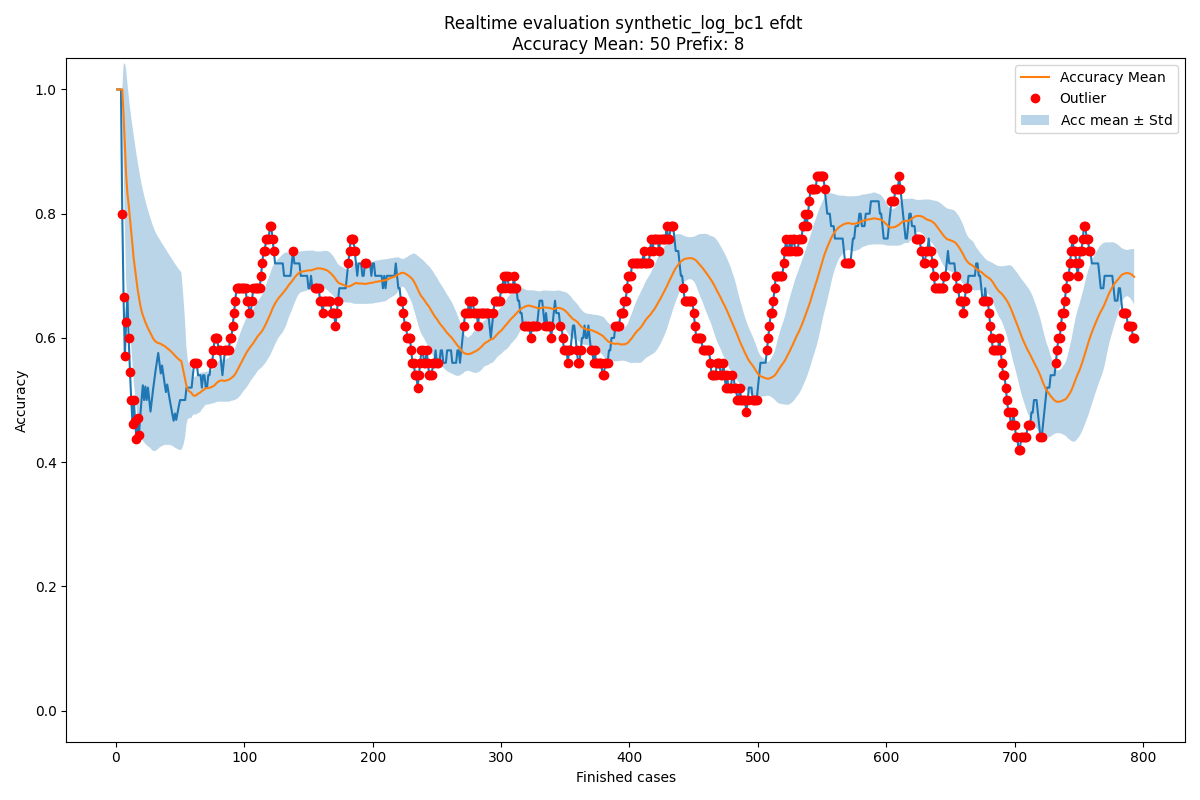 Realtime evaluation synthetic_log_bc1 efdt
Accuracy Mean: 50 Prefix: 8
Accuracy Mean
Outlier
Acc mean ± Std
Accuracy
1.0
0.8
0.6
0.4
0.2
0.0
0 100 200 300 400 500 600 700 800
Finished cases